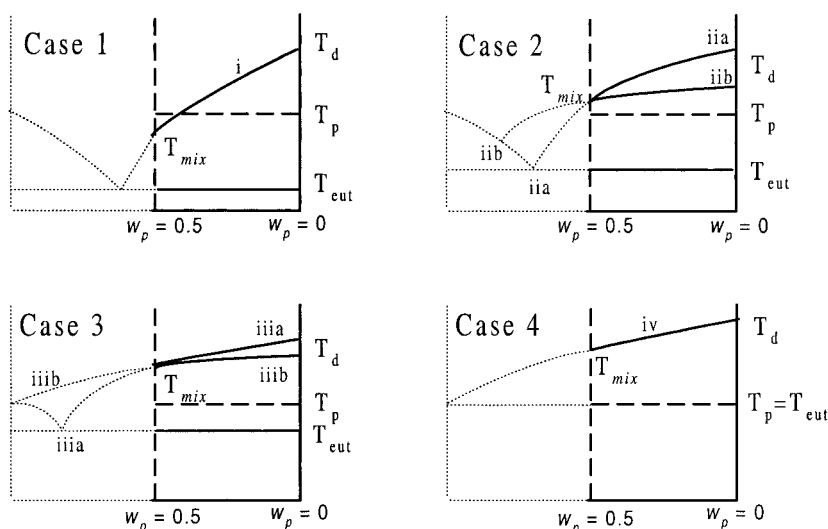 Case 1
i
T_d
T_p
T_mix
T_eut
w_p = 0.5
w_p = 0
Case 2
iia
T_d
T_mix
iib
T_p
iib
iia
T_eut
w_p = 0.5
w_p = 0
Case 3
iiia
T_d
iiib
iiib
T_mix
T_p
iiia
T_eut
w_p = 0.5
w_p = 0
Case 4
iv
T_d
T_mix
T_p=T_eut
w_p = 0.5
w_p = 0